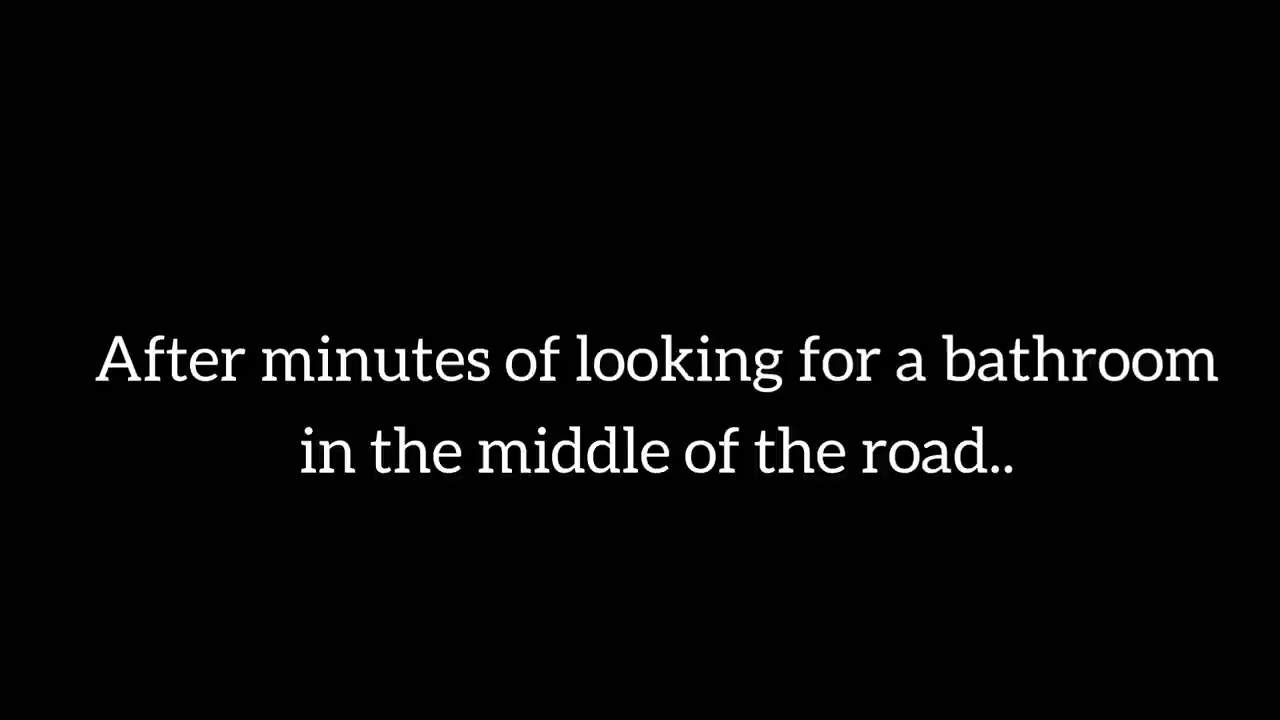 After minutes of looking for a bathroom
in the middle of the road..